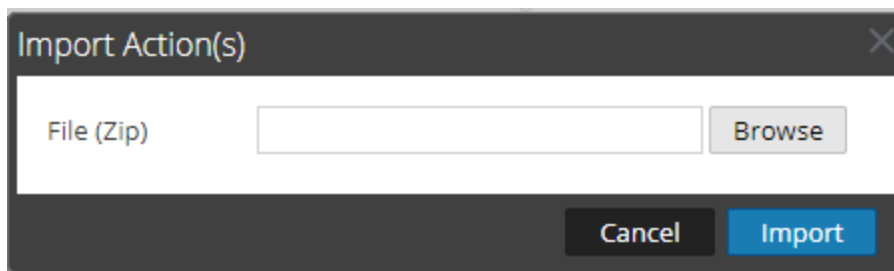 Import Action(s)
File (Zip)
Browse
Cancel
Import